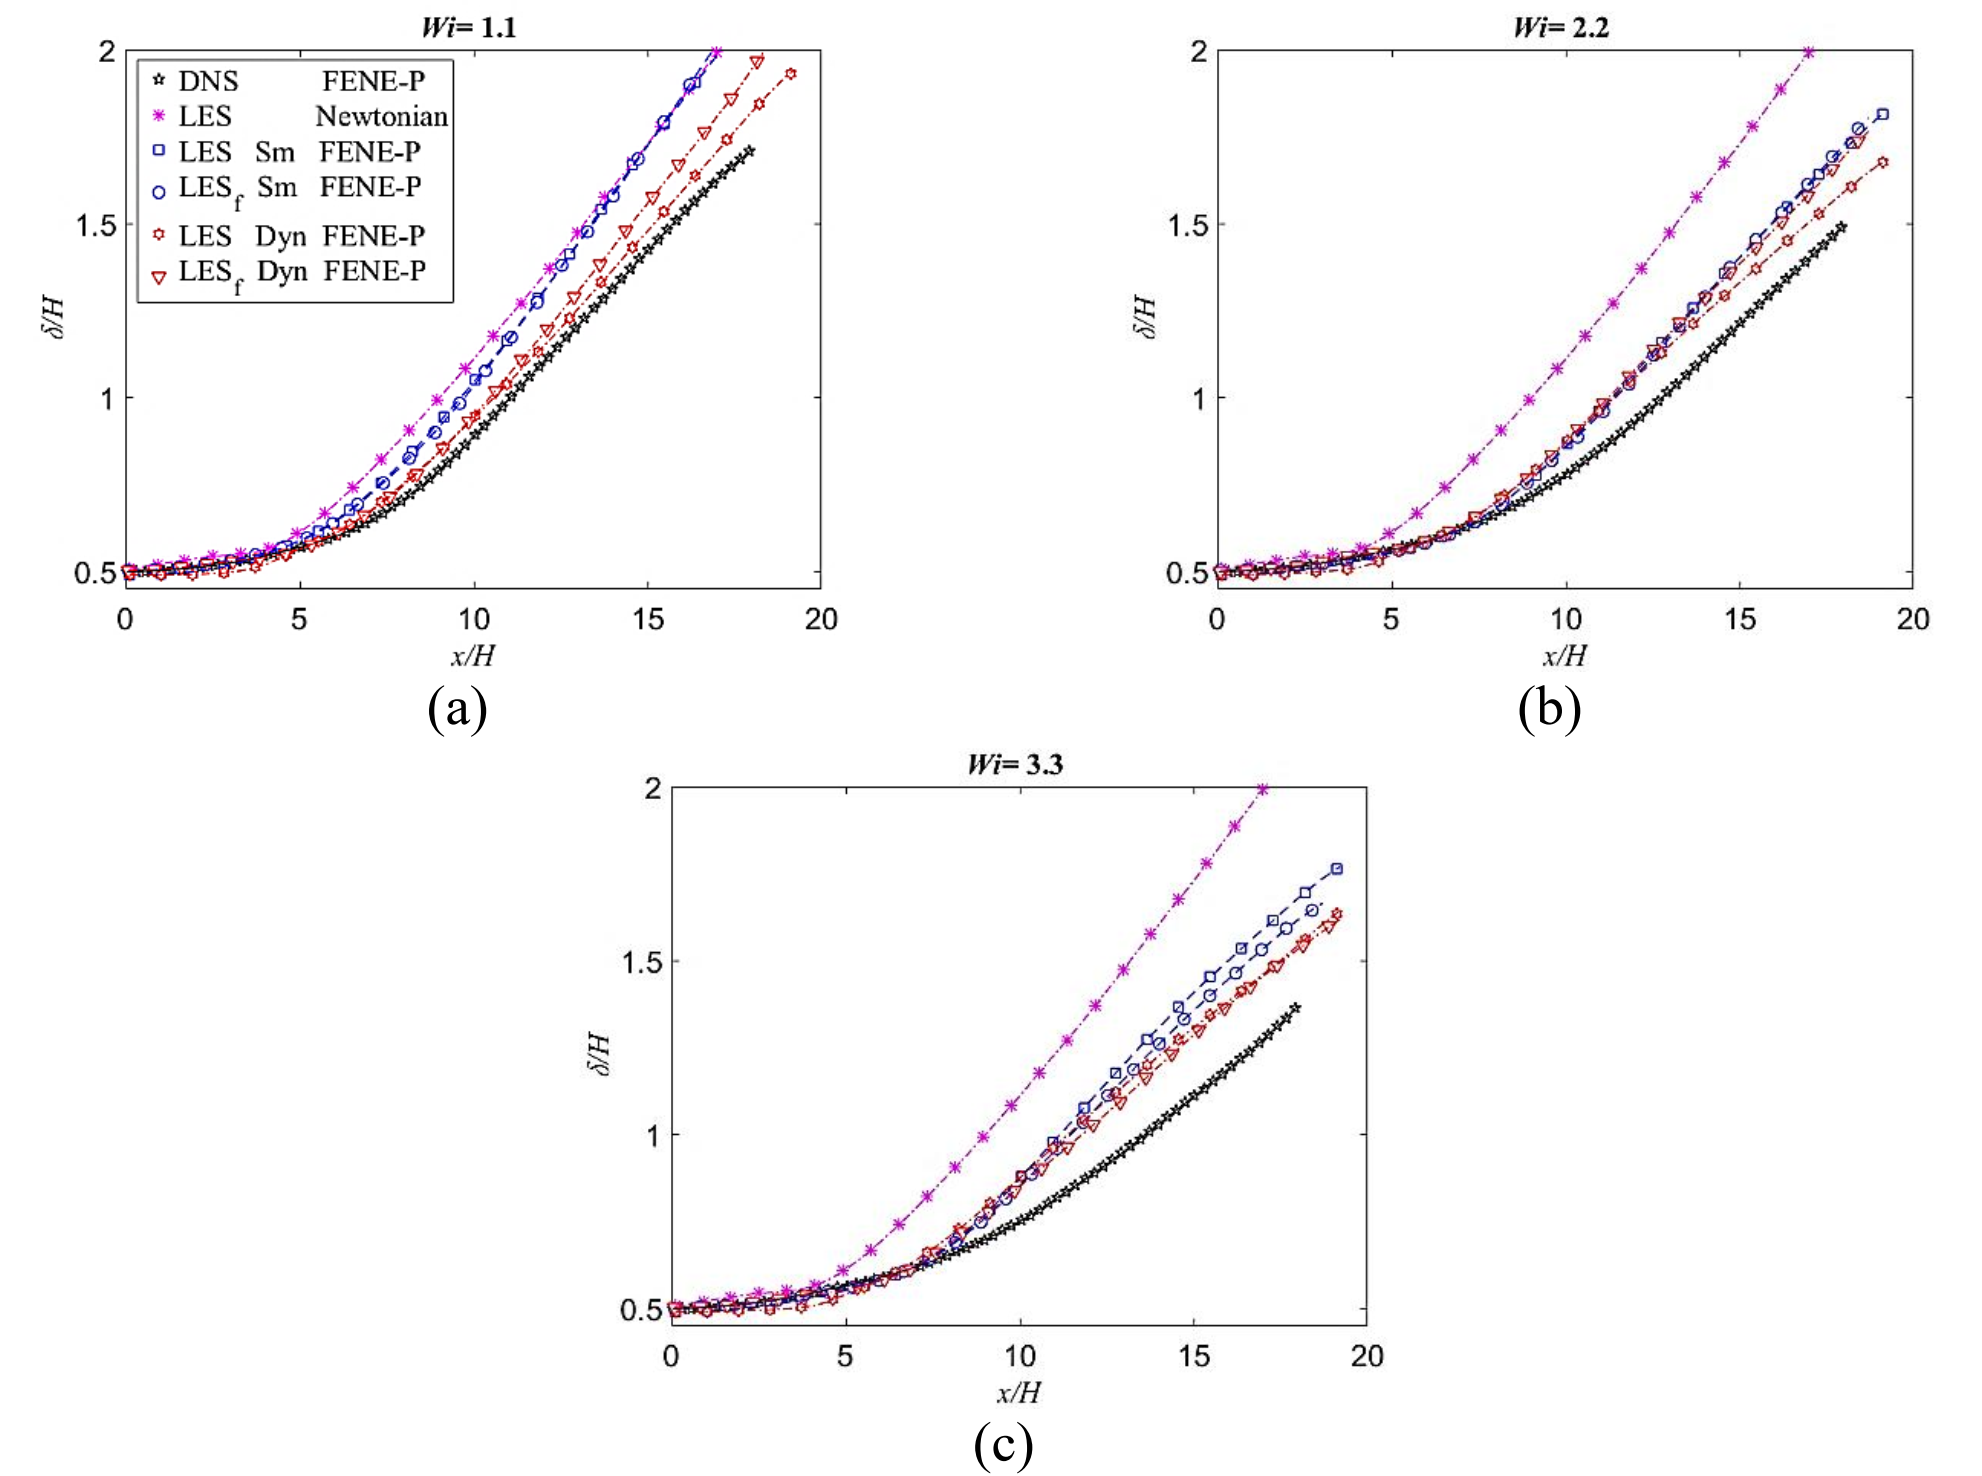 Wi= 1.1
2
1.5
1
0.5
δ/H
DNS FENE-P
LES Newtonian
LES Sm FENE-P
LESf Sm FENE-P
LES Dyn FENE-P
LESf Dyn FENE-P
0 5 10 15 20
x/H
(a)
Wi= 2.2
2
1.5
1
0.5
δ/H
0 5 10 15 20
x/H
(b)
Wi= 3.3
2
1.5
1
0.5
δ/H
0 5 10 15 20
x/H
(c)